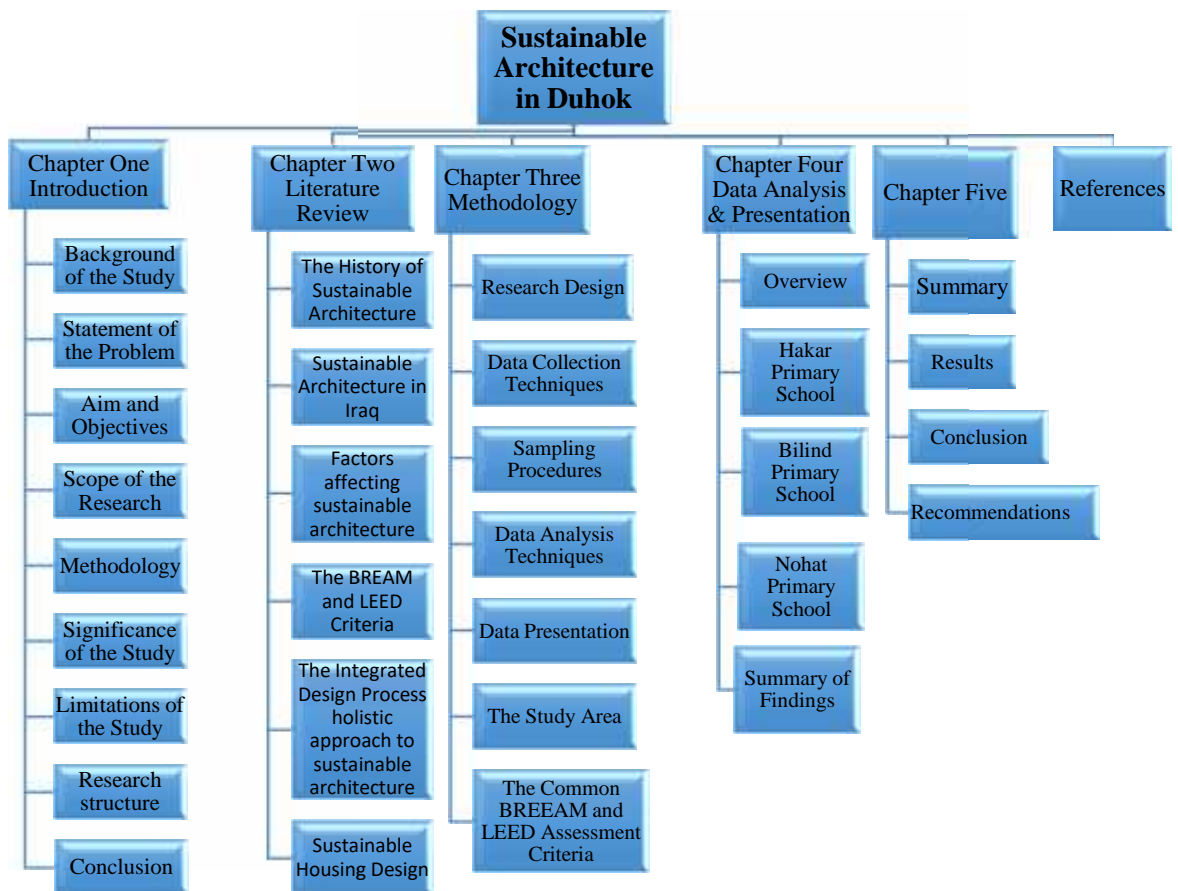 Sustainable
Architecture
in Duhok
Chapter One
Introduction
Background
of the Study
Statement of
the Problem
Aim and
Objectives
Scope of the
Research
Methodology
Significance
of the Study
Limitations of
the Study
Research
structure
Conclusion
Chapter Two
Literature
Review
The History of
Sustainable
Architecture
Sustainable
Architecture in
Iraq
Factors
affecting
sustainable
architecture
The BREAM
and LEED
Criteria
The Integrated
Design Process
holistic
approach to
sustainable
architecture
Sustainable
Housing Design
Chapter Three
Methodology
Research Design
Data Collection
Techniques
Sampling
Procedures
Data Analysis
Techniques
Data Presentation
The Study Area
The Common
BREEAM and
LEED Assessment
Criteria
Chapter Four
Data Analysis
& Presentation
Overview
Hakar
Primary
School
Bilind
Primary
School
Nohat
Primary
School
Summary of
Findings
Chapter Five
Summary
Results
Conclusion
Recommendations
References